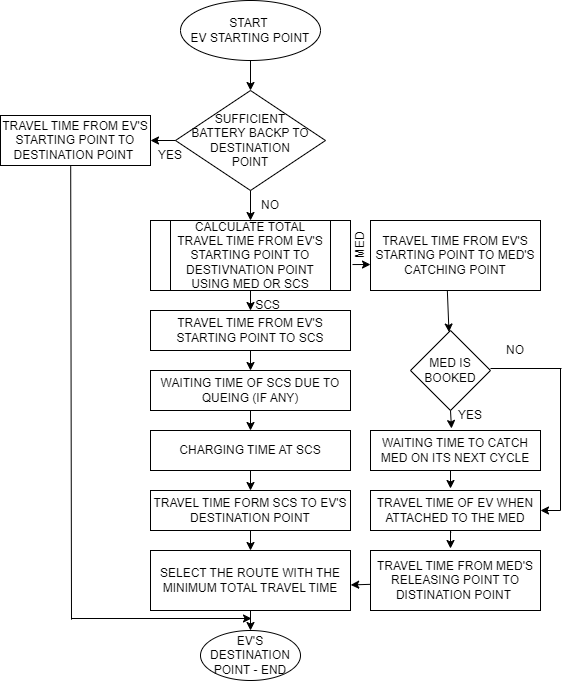 START
EV STARTING POINT
SUFFICIENT
BATTERY BACKP TO
DESTINATION
POINT
TRAVEL TIME FROM EV'S
STARTING POINT TO
DESTINATION POINT
YES
NO
CALCULATE TOTAL
TRAVEL TIME FROM EV'S
STARTING POINT TO
DESTIVNATION POINT
USING MED OR SCS
MED
TRAVEL TIME FROM EV'S
STARTING POINT TO MED'S
CATCHING POINT
SCS
TRAVEL TIME FROM EV'S
STARTING POINT TO SCS
MED IS
BOOKED
NO
YES
WAITING TIME OF SCS DUE TO
QUEING (IF ANY)
CHARGING TIME AT SCS
WAITING TIME TO CATCH
MED ON ITS NEXT CYCLE
TRAVEL TIME FORM SCS TO EV'S
DESTINATION POINT
TRAVEL TIME OF EV WHEN
ATTACHED TO THE MED
SELECT THE ROUTE WITH THE
MINIMUM TOTAL TRAVEL TIME
TRAVEL TIME FROM MED'S
RELEASING POINT TO
DISTINATION POINT
EV'S
DESTINATION
POINT - END